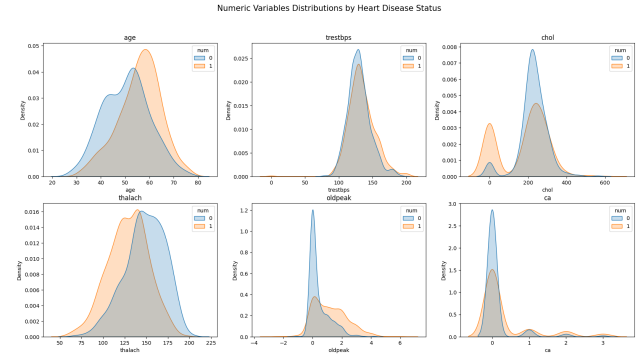 Numeric Variables Distributions by Heart Disease Status
age
trestbps
chol
0.05
0.04
0.03
0.02
0.01
0.00
Density
num
0
1
20 30 40 50 60 70 80
age
0.025
0.020
0.015
0.010
0.005
0.000
Density
num
0
1
0 50 100 150 200
trestbps
0.008
0.007
0.006
0.005
0.004
0.003
0.002
0.001
0.000
Density
num
0
1
0 200 400 600
chol
thalach
oldpeak
ca
0.016
0.014
0.012
0.010
0.008
0.006
0.004
0.002
0.000
Density
num
0
1
50 75 100 125 150 175 200 225
thalach
1.2
1.0
0.8
0.6
0.4
0.2
0.0
Density
num
0
1
−4 −2 0 2 4 6
oldpeak
3.0
2.5
2.0
1.5
1.0
0.5
0.0
Density
num
0
1
0 1 2 3
ca